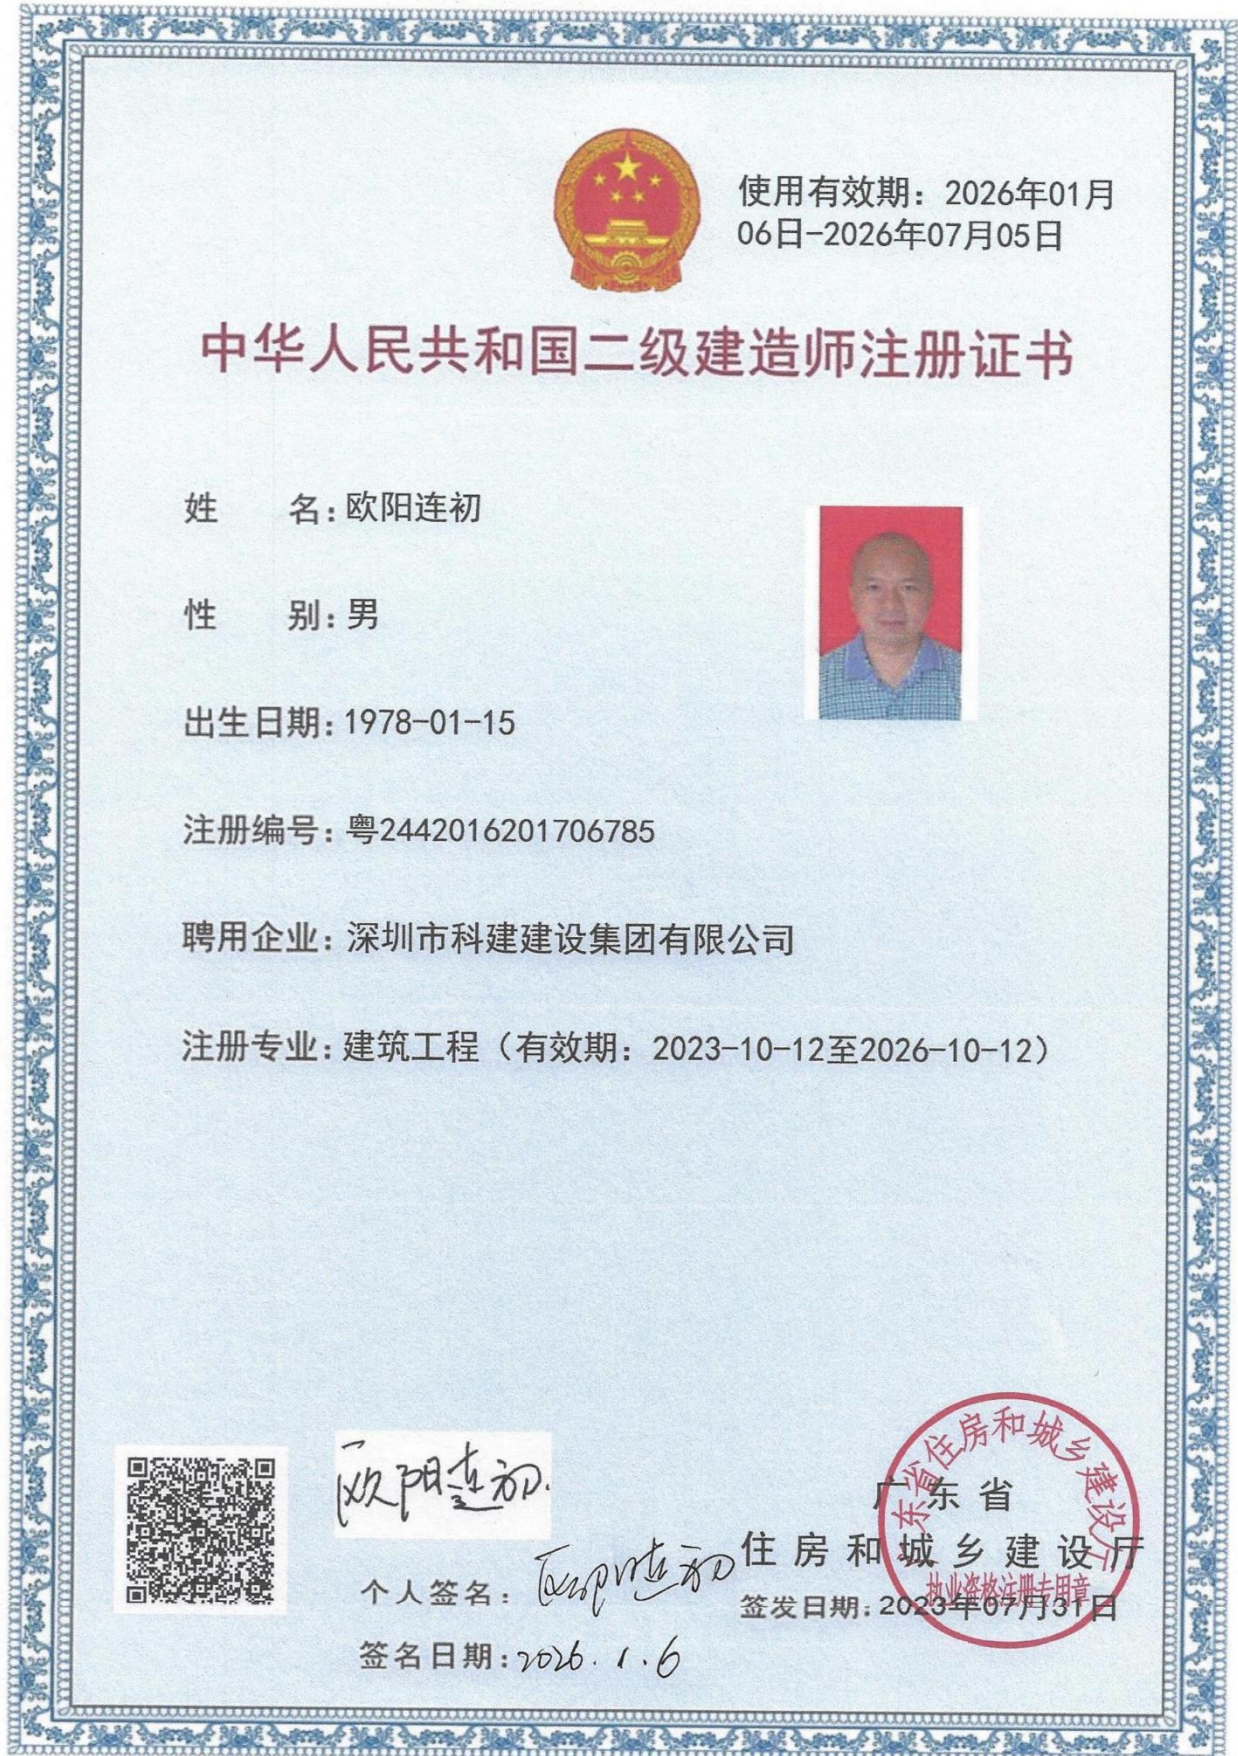 使用有效期：2026年01月
06日-2026年07月05日
中华人民共和国二级建造师注册证书
姓 名：欧阳连初
性 别：男
出生日期：1978-01-15
注册编号：粤2442016201706785
聘用企业：深圳市科建建设集团有限公司
注册专业：建筑工程（有效期：2023-10-12至2026-10-12）
欧阳连初
个人签名：欧阳连初
签名日期：2026.1.6
广东省
住房和城乡建设厅
签发日期：2023年07月31日
广东省住房和城乡建设厅
执业资格注册专用章